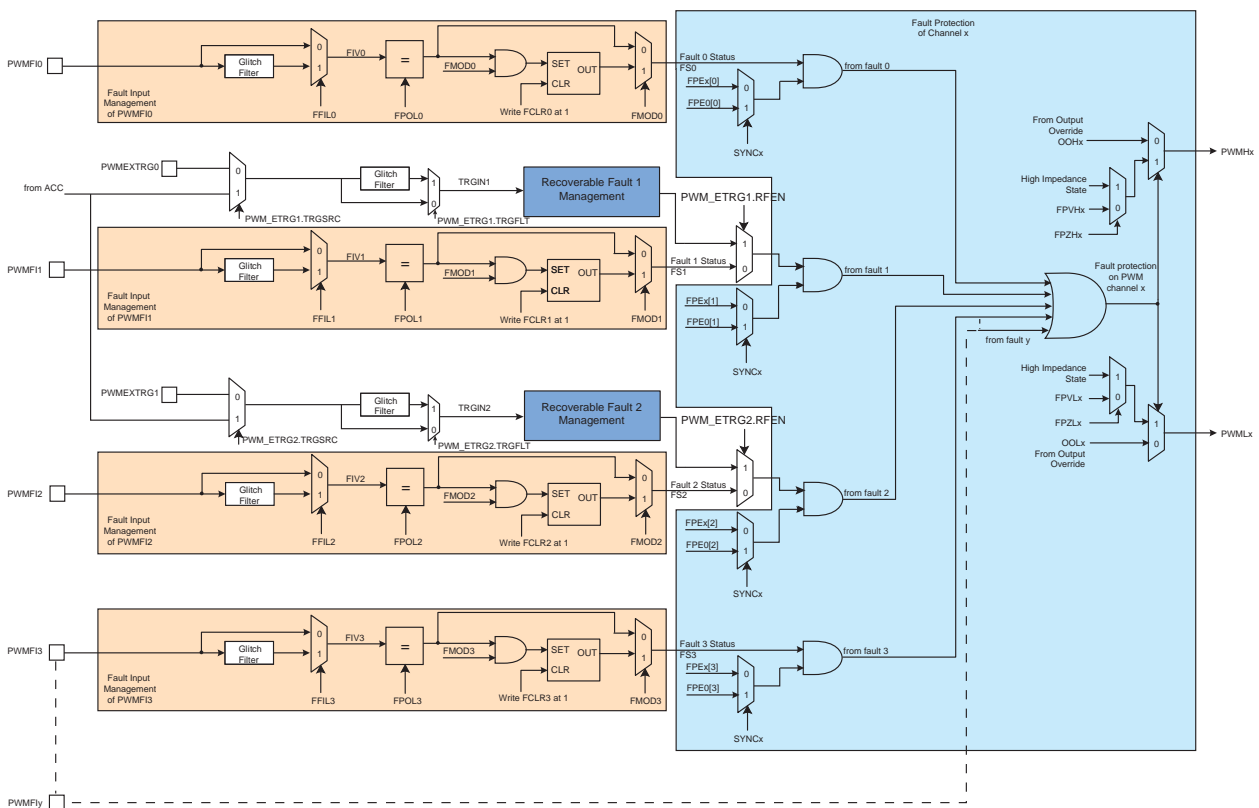 Fault Protection
of Channel x
PWMFI0
Glitch
Filter
0
1
FIV0
=
FMOD0
SET
OUT
CLR
0
1
Fault Input
Management
of PWMFI0
FFIL0
FPOL0
Write FCLR0 at 1
FMOD0
Fault 0 Status
FS0
FPEx[0]
FPE0[0]
0
1
SYNCx
from fault 0
PWMEXTRG0
from ACC
0
1
PWM_ETRG1.TRGSRC
Glitch
Filter
1
0
TRGIN1
PWM_ETRG1.TRGFLT
Recoverable Fault 1
Management
PWM_ETRG1.RFEN
1
0
PWMFI1
Glitch
Filter
0
1
FIV1
=
FMOD1
SET
OUT
CLR
0
1
Fault Input
Management
of PWMFI1
FFIL1
FPOL1
Write FCLR1 at 1
FMOD1
Fault 1 Status
FS1
FPEx[1]
FPE0[1]
0
1
SYNCx
from fault 1
PWMEXTRG1
0
1
PWM_ETRG2.TRGSRC
Glitch
Filter
1
0
TRGIN2
PWM_ETRG2.TRGFLT
Recoverable Fault 2
Management
PWM_ETRG2.RFEN
1
0
PWMFI2
Glitch
Filter
0
1
FIV2
=
FMOD2
SET
OUT
CLR
0
1
Fault Input
Management
of PWMFI2
FFIL2
FPOL2
Write FCLR2 at 1
FMOD2
Fault 2 Status
FS2
FPEx[2]
FPE0[2]
0
1
SYNCx
from fault 2
PWMFI3
Glitch
Filter
0
1
FIV3
=
FMOD3
SET
OUT
CLR
0
1
Fault Input
Management
of PWMFI3
FFIL3
FPOL3
Write FCLR3 at 1
FMOD3
Fault 3 Status
FS3
FPEx[3]
FPE0[3]
0
1
SYNCx
from fault 3
PWMFIy
from fault y
Fault protection
on PWM
channel x
From Output
Override
OOHx
0
1
PWMHx
High Impedance
State
FPVHx
1
0
FPZHx
High Impedance
State
FPVLx
1
0
FPZLx
OOLx
From Output
Override
1
0
PWMLx